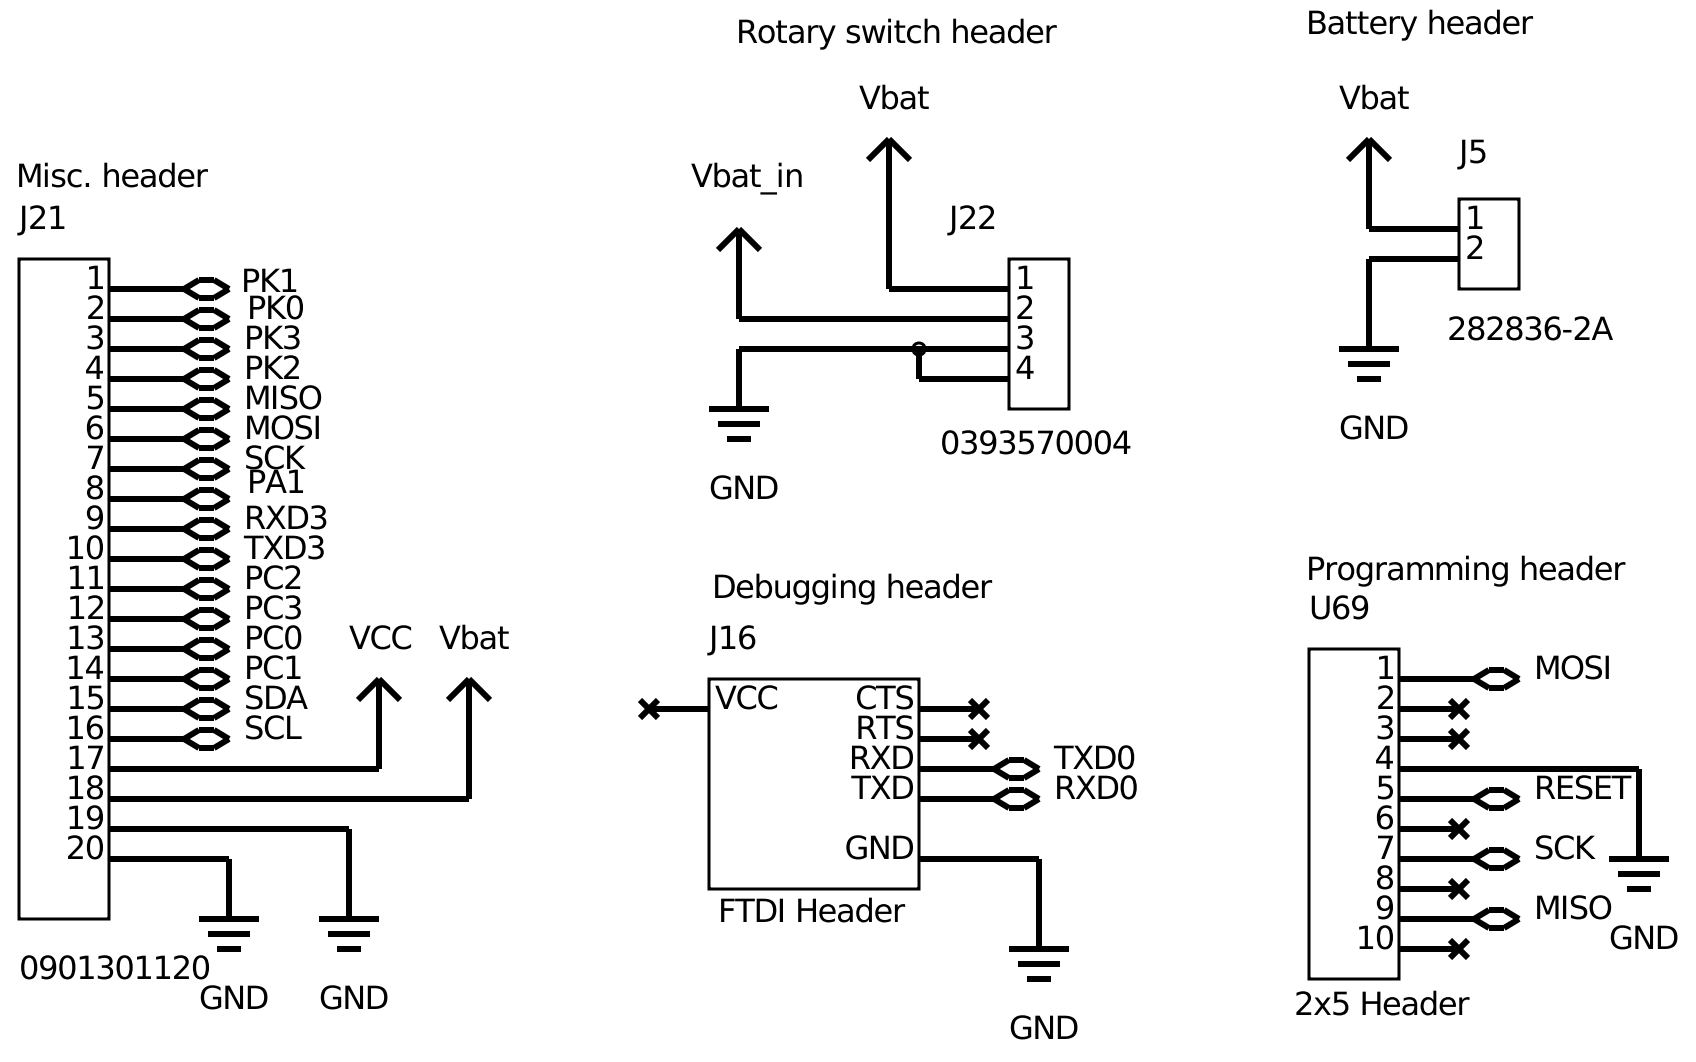 Misc. header
J21
1 PK1
2 PK0
3 PK3
4 PK2
5 MISO
6 MOSI
7 SCK
8 PA1
9 RXD3
10 TXD3
11 PC2
12 PC3
13 PC0
14 PC1
15 SDA
16 SCL
17
18
19
20
VCC Vbat
0901301120
GND GND
Rotary switch header
Vbat
Vbat_in
J22
1
2
3
4
0393570004
GND
Battery header
Vbat
J5
1
2
282836-2A
GND
Debugging header
J16
VCC CTS
RTS
RXD TXD0
TXD RXD0
GND
FTDI Header
GND
Programming header
U69
1 MOSI
2
3
4
5 RESET
6
7 SCK
8
9 MISO
10
GND
2x5 Header